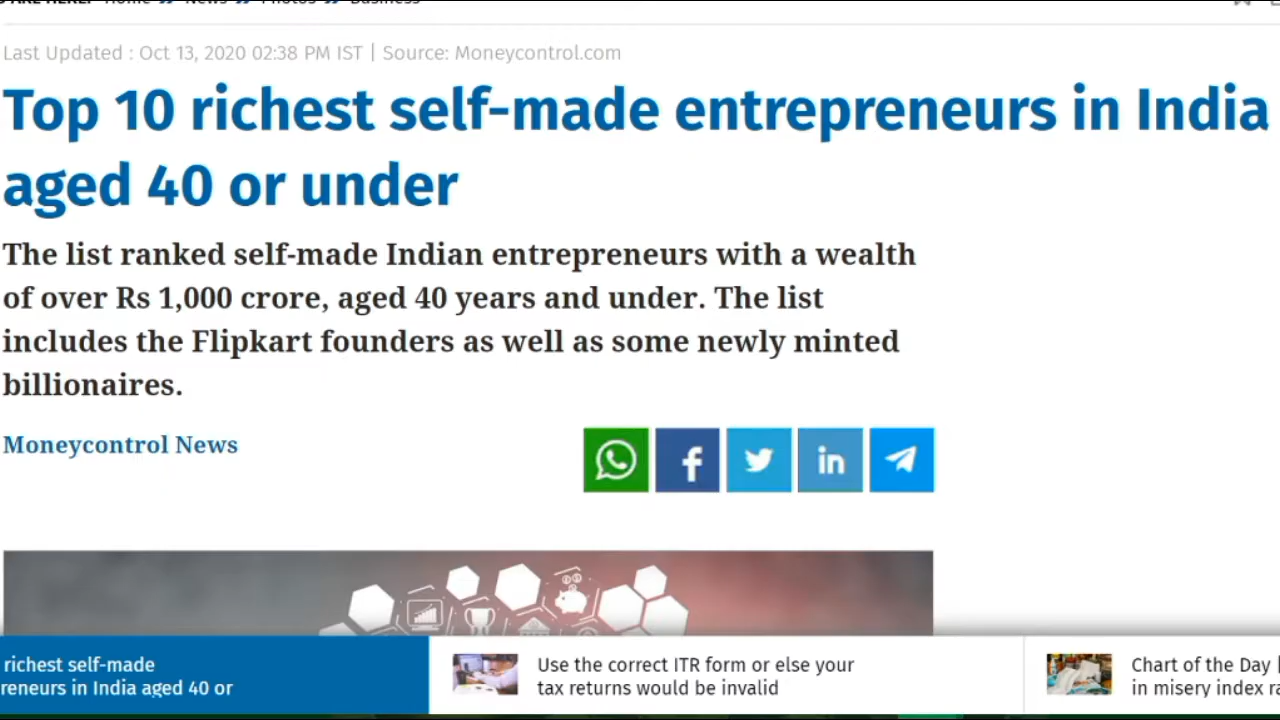 Last Updated : Oct 13, 2020 02:38 PM IST | Source: Moneycontrol.com
Top 10 richest self-made entrepreneurs in India
aged 40 or under
The list ranked self-made Indian entrepreneurs with a wealth
of over Rs 1,000 crore, aged 40 years and under. The list
includes the Flipkart founders as well as some newly minted
billionaires.
Moneycontrol News
richest self-made
reneurs in India aged 40 or
Use the correct ITR form or else your
tax returns would be invalid
Chart of the Day
in misery index